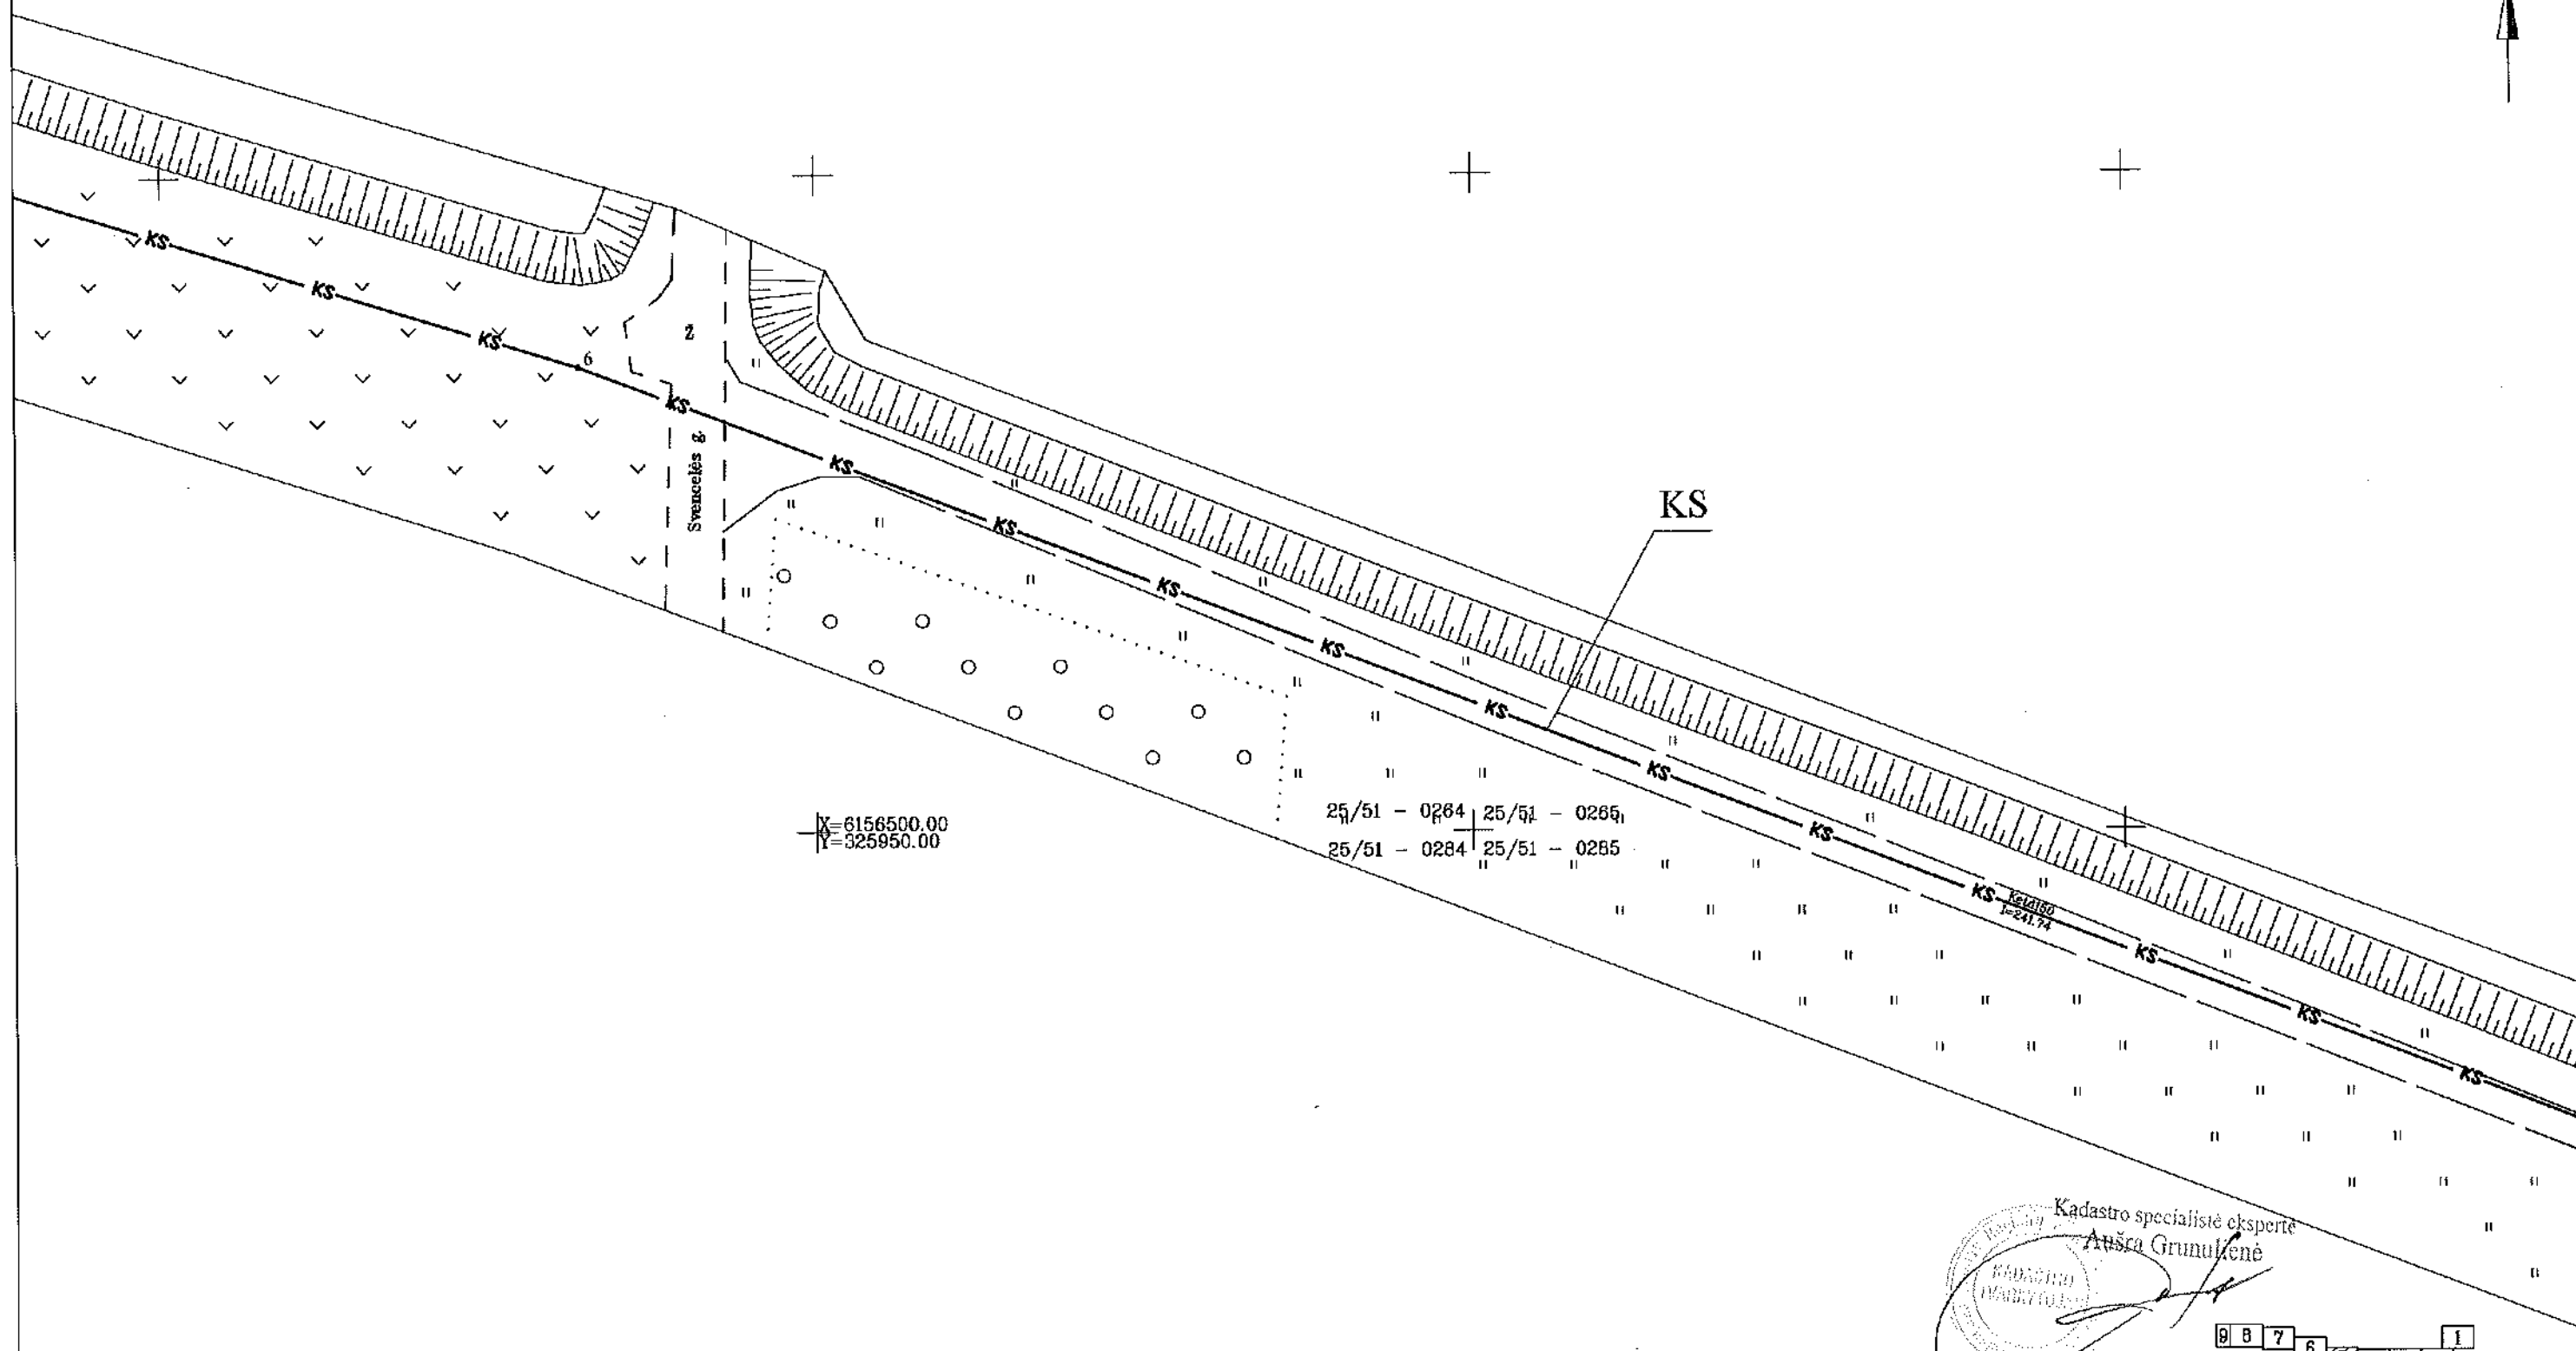 KS
KS
KS
6
Ž
KS
Svencelės g.
KS
KS
KS
KS
KS
KS
KS
KS
X=6156500.00
Y=325950.00
25/51 - 0264
25/51 - 0265
25/51 - 0284
25/51 - 0285
KS
l=241.74
KS
KS
KS
Kadastro specialistė ekspertė
Aušra Grunulienė
9 8 7 6 1